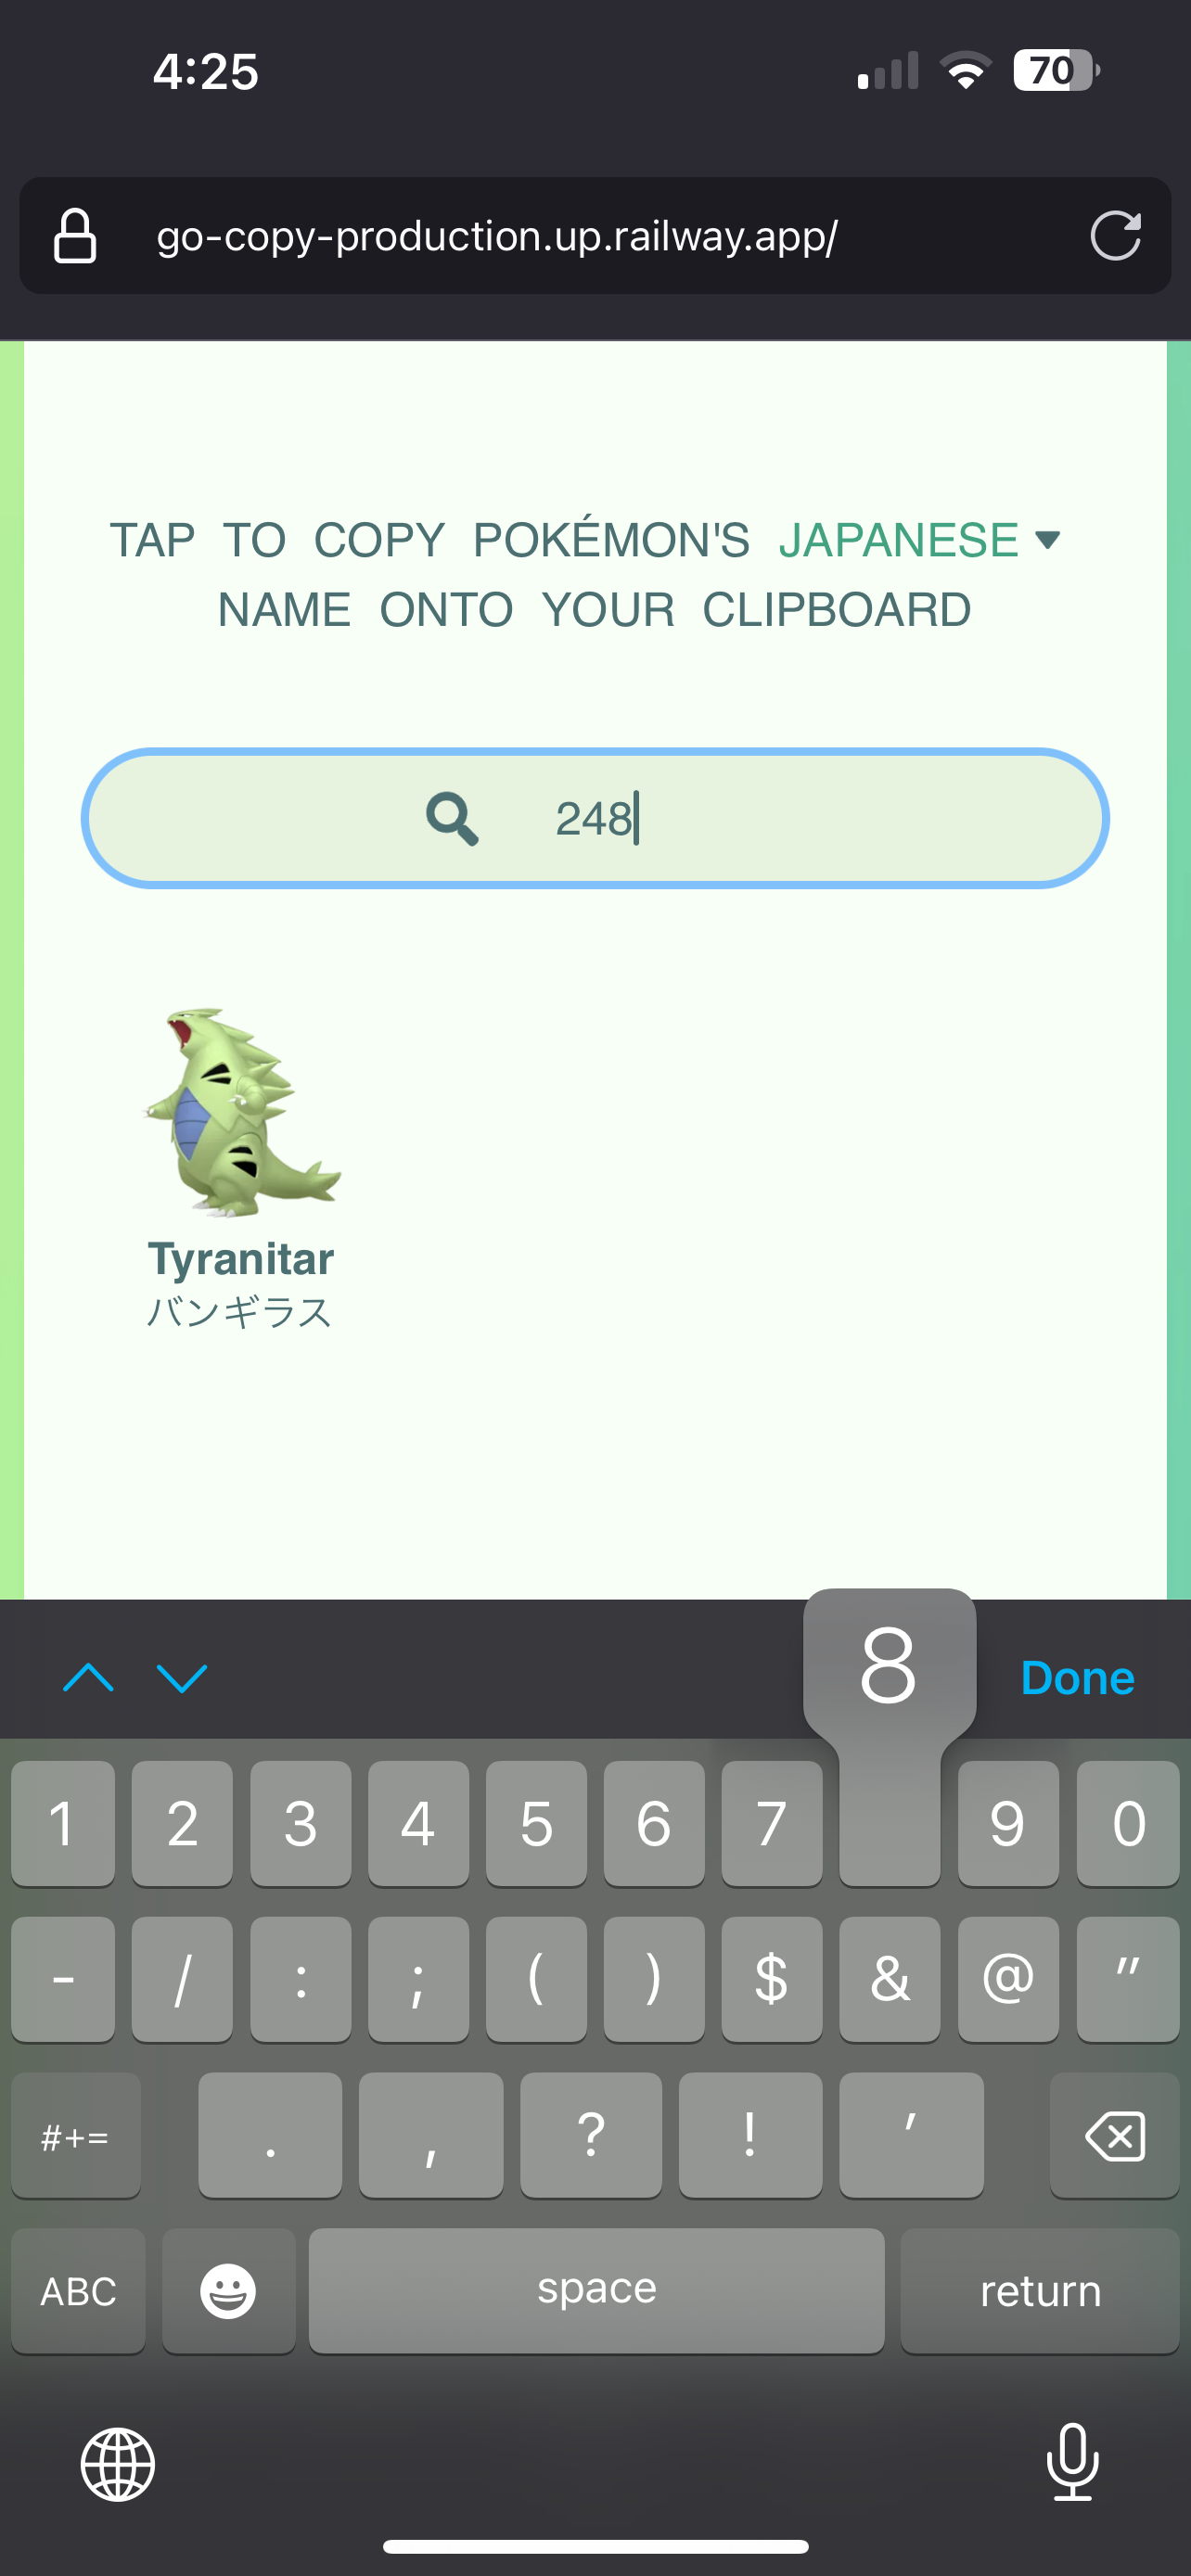 4:25
70
go-copy-production.up.railway.app/
TAP TO COPY POKÉMON'S JAPANESE ▼
NAME ONTO YOUR CLIPBOARD
248
Tyranitar
バンギラス
8
Done
1 2 3 4 5 6 7 9 0
- / : ; ( ) $ & @ "
#+= . , ? ! '
ABC space return